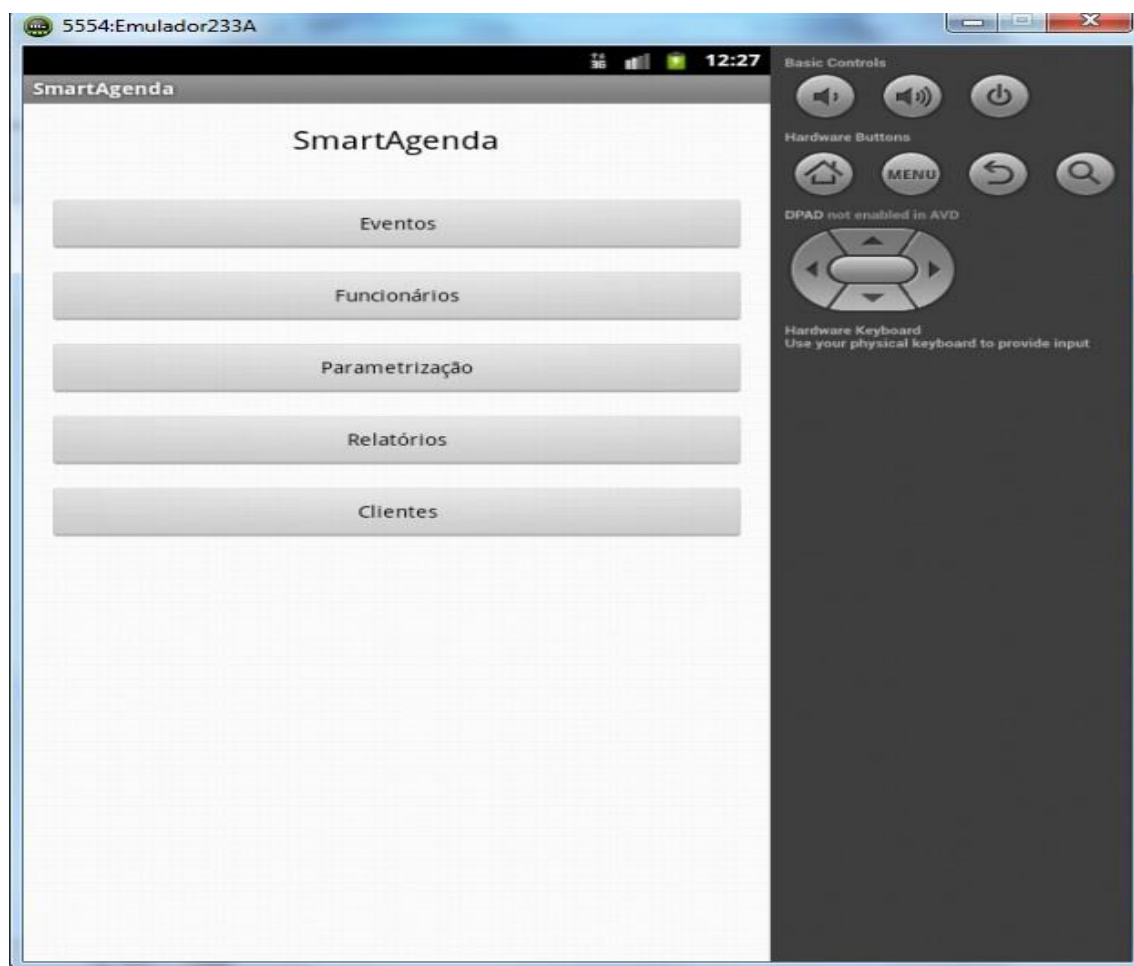 5554:Emulador233A
3G 12:27
SmartAgenda
SmartAgenda
Eventos
Funcionários
Parametrização
Relatórios
Clientes
Basic Controls
Hardware Buttons
MENU
DPAD not enabled in AVD
Hardware Keyboard
Use your physical keyboard to provide input